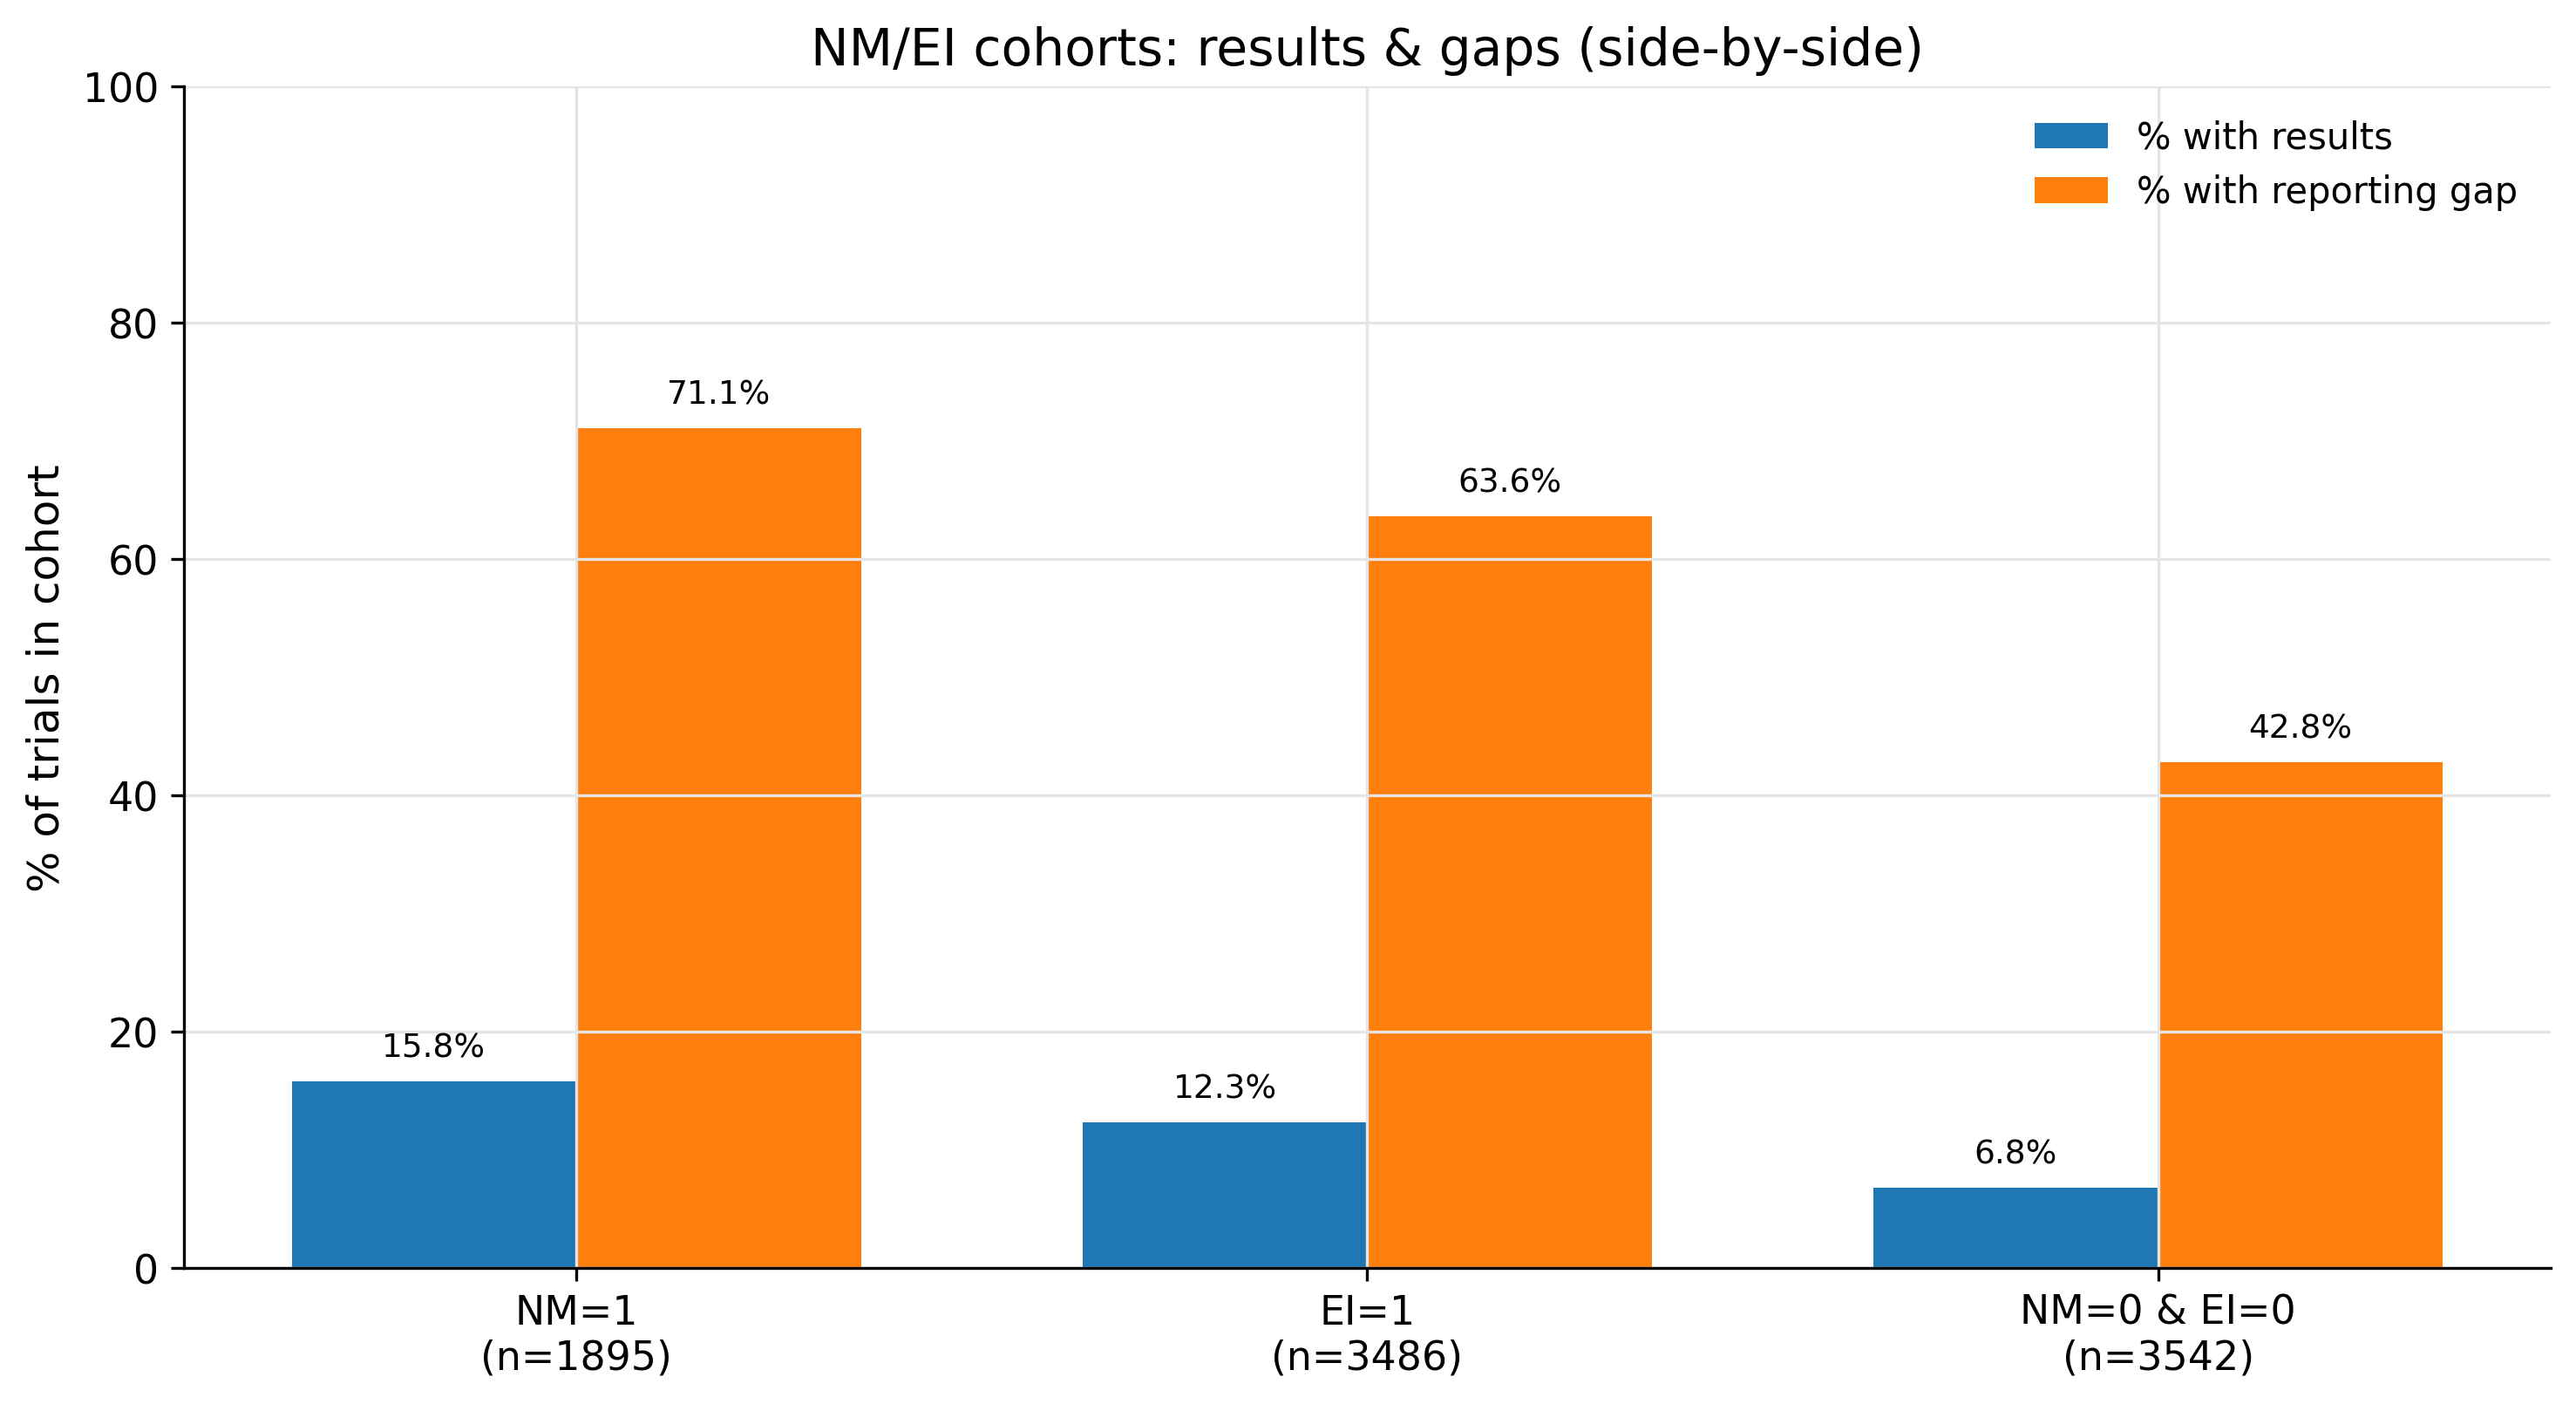 NM/EI cohorts: results & gaps (side-by-side)
% with results
% with reporting gap
% of trials in cohort
100
80
60
40
20
0
15.8%
71.1%
12.3%
63.6%
6.8%
42.8%
NM=1
(n=1895)
EI=1
(n=3486)
NM=0 & EI=0
(n=3542)